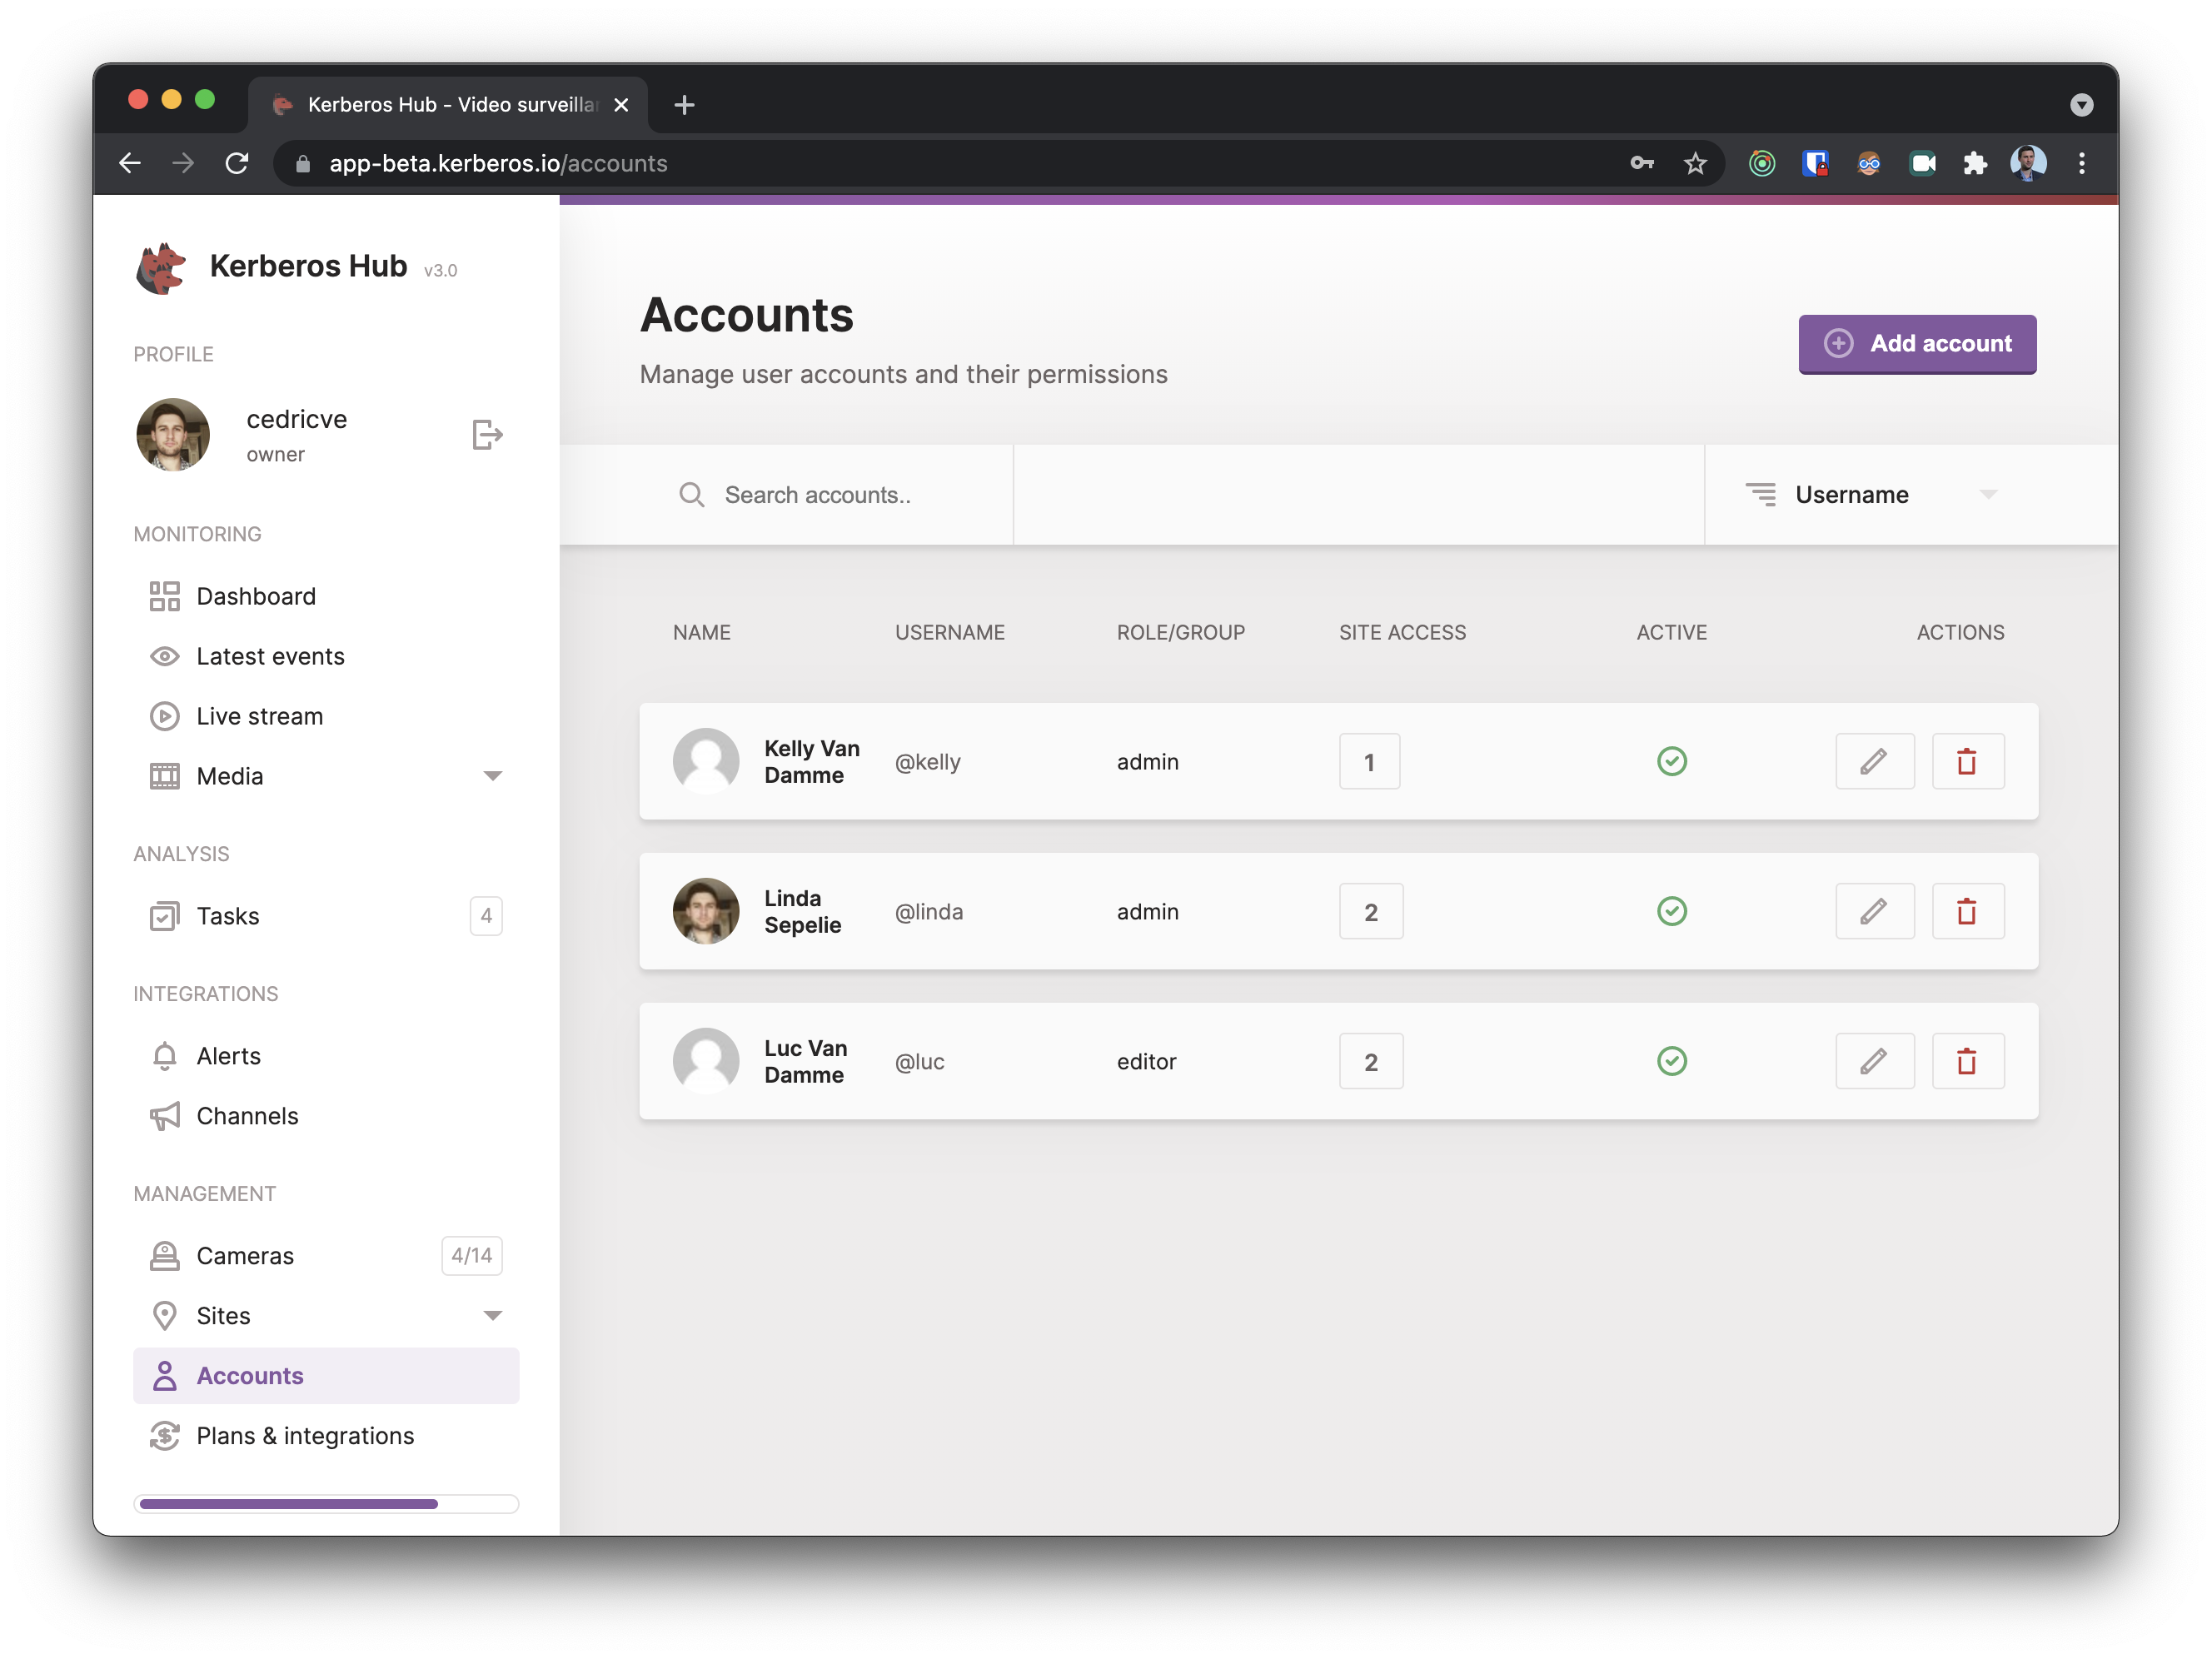 Kerberos Hub - Video surveilla
app-beta.kerberos.io/accounts
Kerberos Hub v3.0
PROFILE
cedricve
owner
MONITORING
Dashboard
Latest events
Live stream
Media
ANALYSIS
Tasks 4
INTEGRATIONS
Alerts
Channels
MANAGEMENT
Cameras 4/14
Sites
Accounts
Plans & integrations
Accounts
Manage user accounts and their permissions
Add account
Search accounts..
Username
NAME USERNAME ROLE/GROUP SITE ACCESS ACTIVE ACTIONS
Kelly Van
Damme
@kelly admin 1
Linda
Sepelie
@linda admin 2
Luc Van
Damme
@luc editor 2